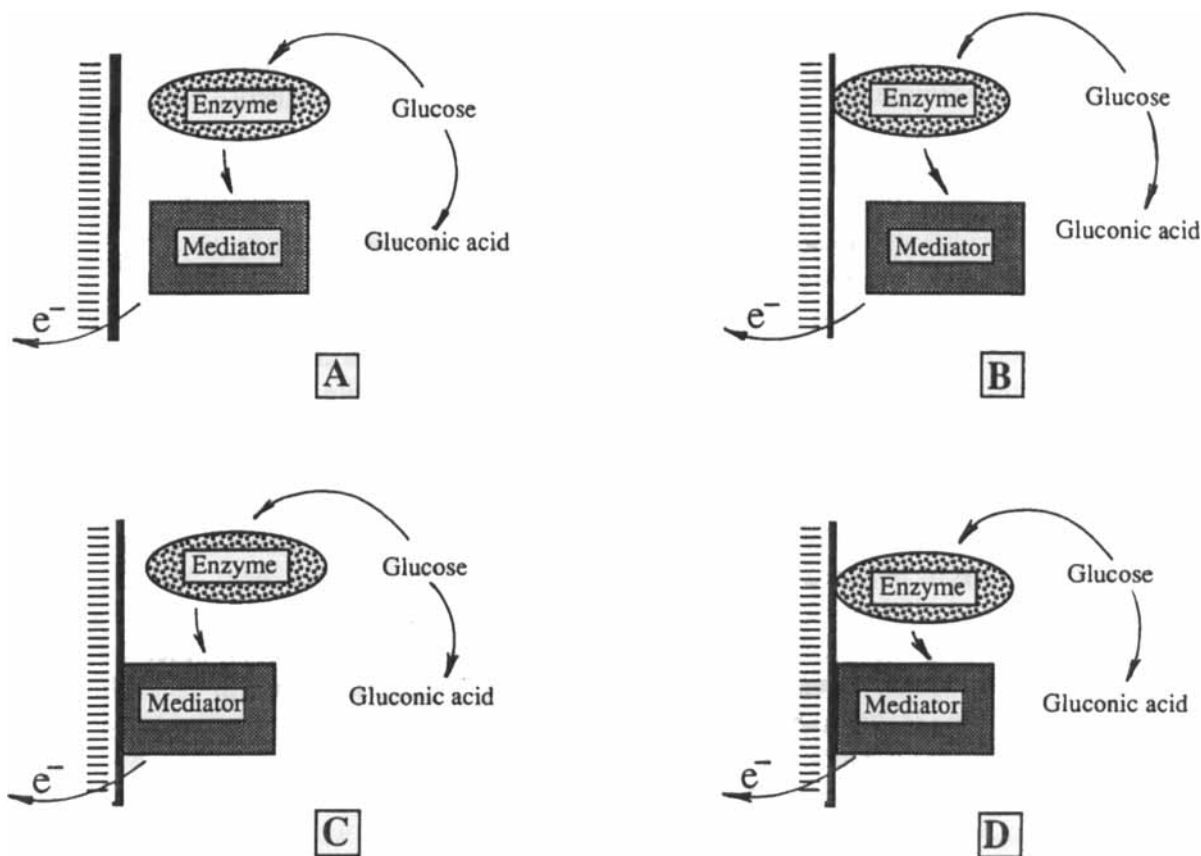 Enzyme
Glucose
Mediator
Gluconic acid
e⁻
A
Enzyme
Glucose
Mediator
Gluconic acid
e⁻
B
Enzyme
Glucose
Mediator
Gluconic acid
e⁻
C
Enzyme
Glucose
Mediator
Gluconic acid
e⁻
D